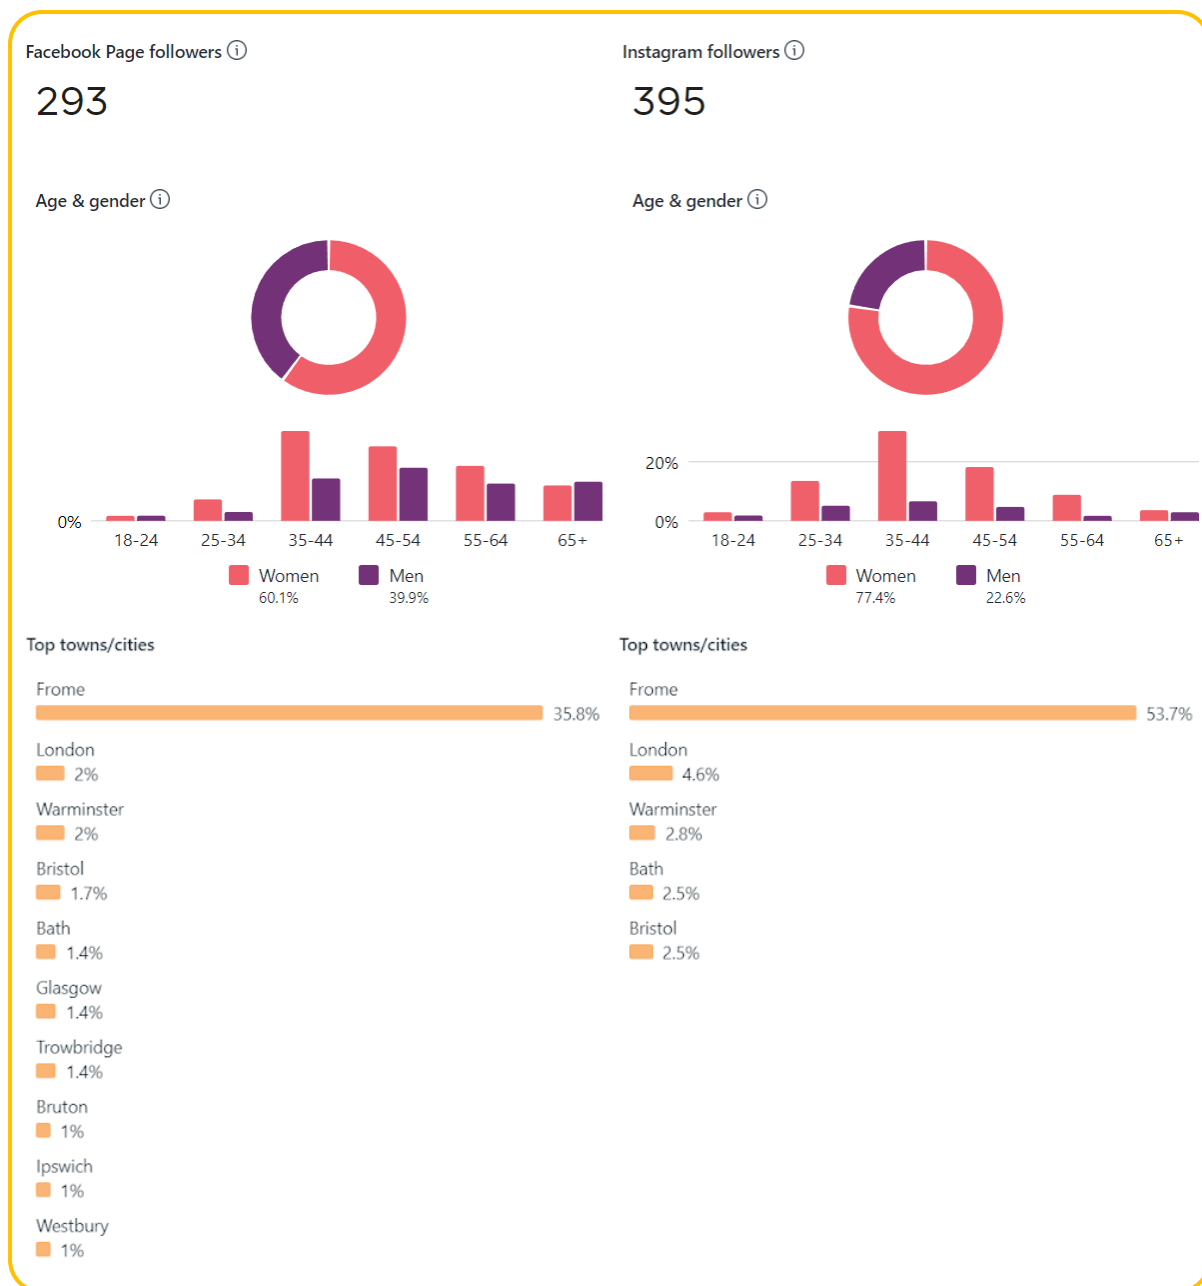 Facebook Page followers
293
Age & gender
0%
18-24 25-34 35-44 45-54 55-64 65+
Women Men
60.1% 39.9%
Top towns/cities
Frome
35.8%
London
2%
Warminster
2%
Bristol
1.7%
Bath
1.4%
Glasgow
1.4%
Trowbridge
1.4%
Bruton
1%
Ipswich
1%
Westbury
1%
Instagram followers
395
Age & gender
20%
0%
18-24 25-34 35-44 45-54 55-64 65+
Women Men
77.4% 22.6%
Top towns/cities
Frome
53.7%
London
4.6%
Warminster
2.8%
Bath
2.5%
Bristol
2.5%